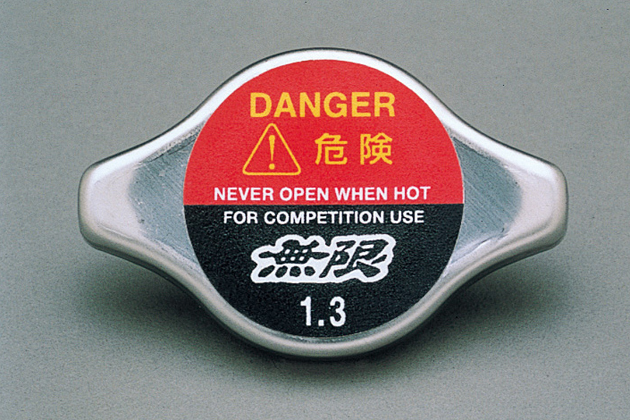 DANGER
危険
NEVER OPEN WHEN HOT
FOR COMPETITION USE
無限
1.3